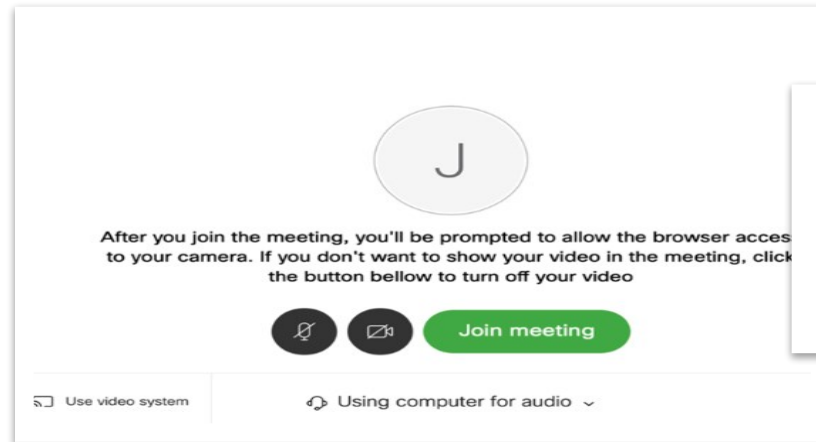 J
After you join the meeting, you'll be prompted to allow the browser acces
to your camera. If you don't want to show your video in the meeting, click
the button bellow to turn off your video
Join meeting
Use video system
Using computer for audio